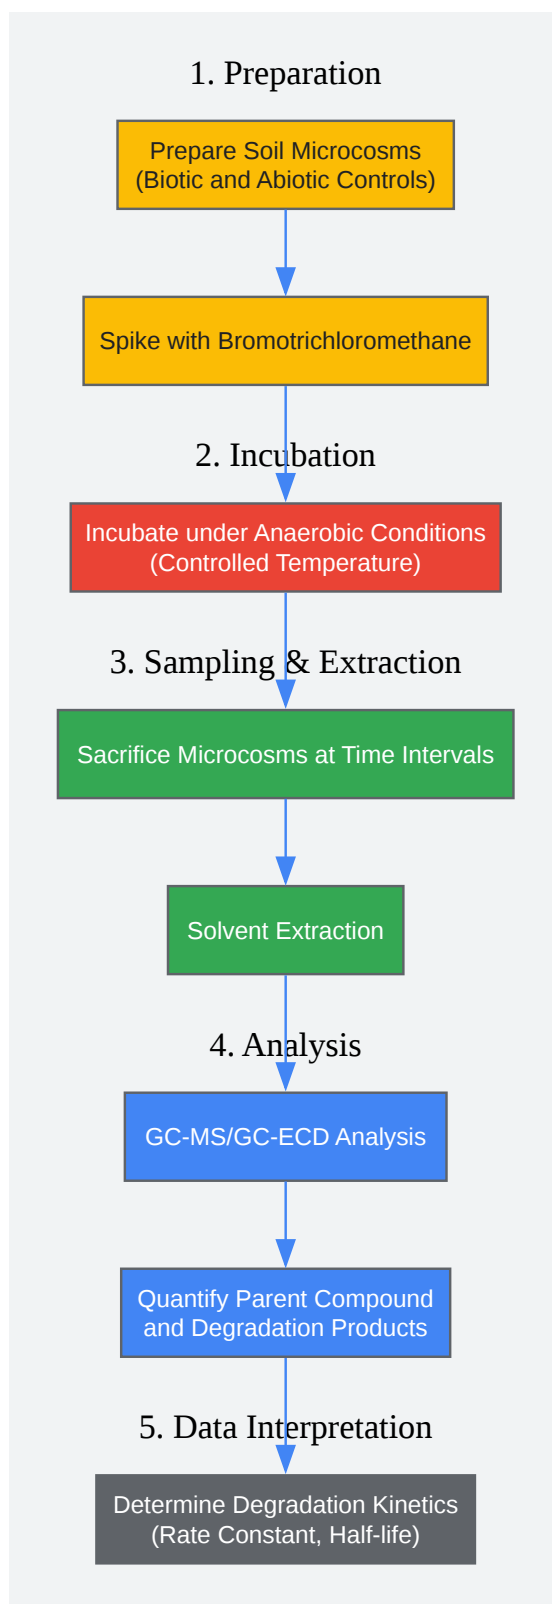 1. Preparation
Prepare Soil Microcosms
(Biotic and Abiotic Controls)
Spike with Bromotrichloromethane
2. Incubation
Incubate under Anaerobic Conditions
(Controlled Temperature)
3. Sampling & Extraction
Sacrifice Microcosms at Time Intervals
Solvent Extraction
4. Analysis
GC-MS/GC-ECD Analysis
Quantify Parent Compound
and Degradation Products
5. Data Interpretation
Determine Degradation Kinetics
(Rate Constant, Half-life)